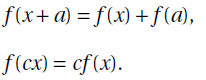 f(x + a) = f(x) + f(a),
f(cx) = cf(x).